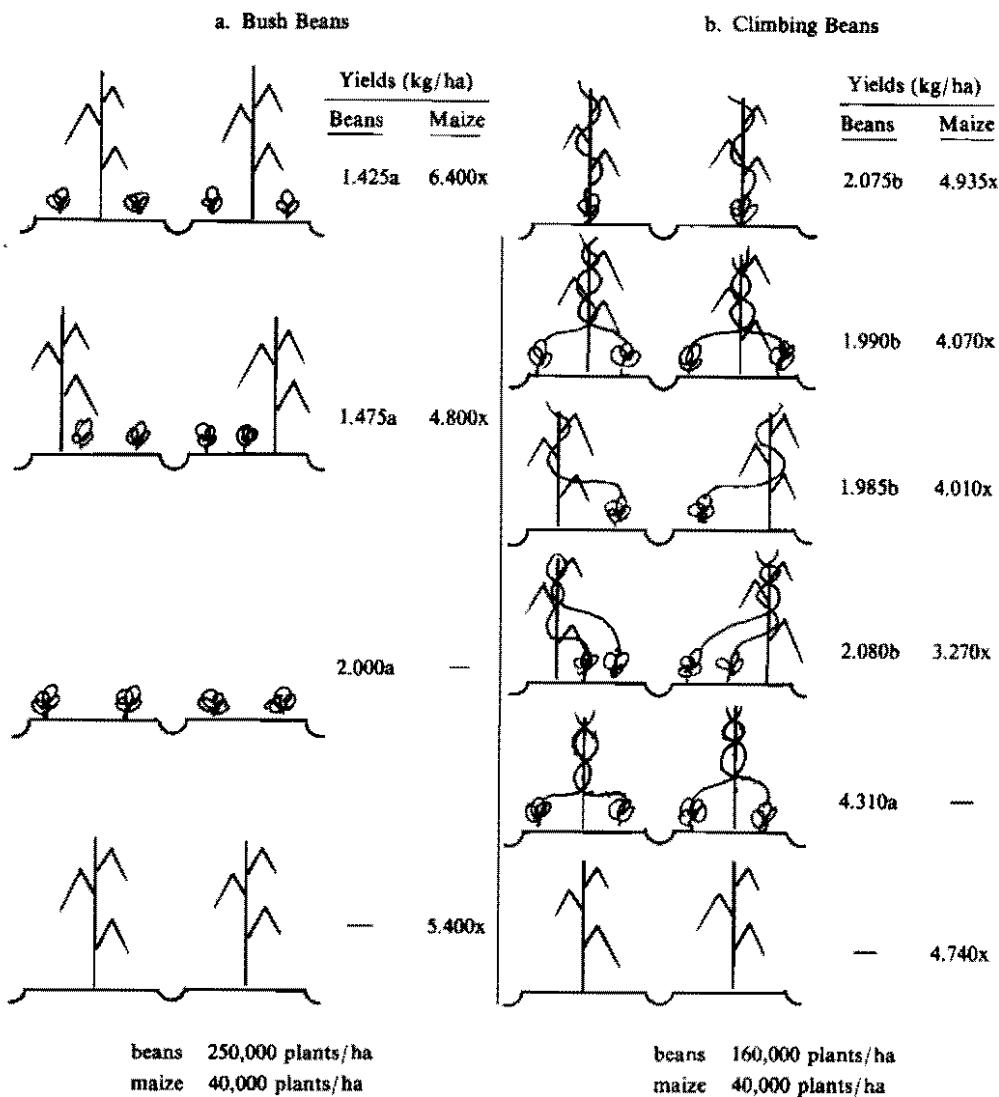 a. Bush Beans
Yields (kg/ha)
Beans Maize
1.425a 6.400x
1.475a 4.800x
2.000a —
— 5.400x
beans 250,000 plants/ha
maize 40,000 plants/ha
b. Climbing Beans
Yields (kg/ha)
Beans Maize
2.075b 4.935x
1.990b 4.070x
1.985b 4.010x
2.080b 3.270x
4.310a —
— 4.740x
beans 160,000 plants/ha
maize 40,000 plants/ha